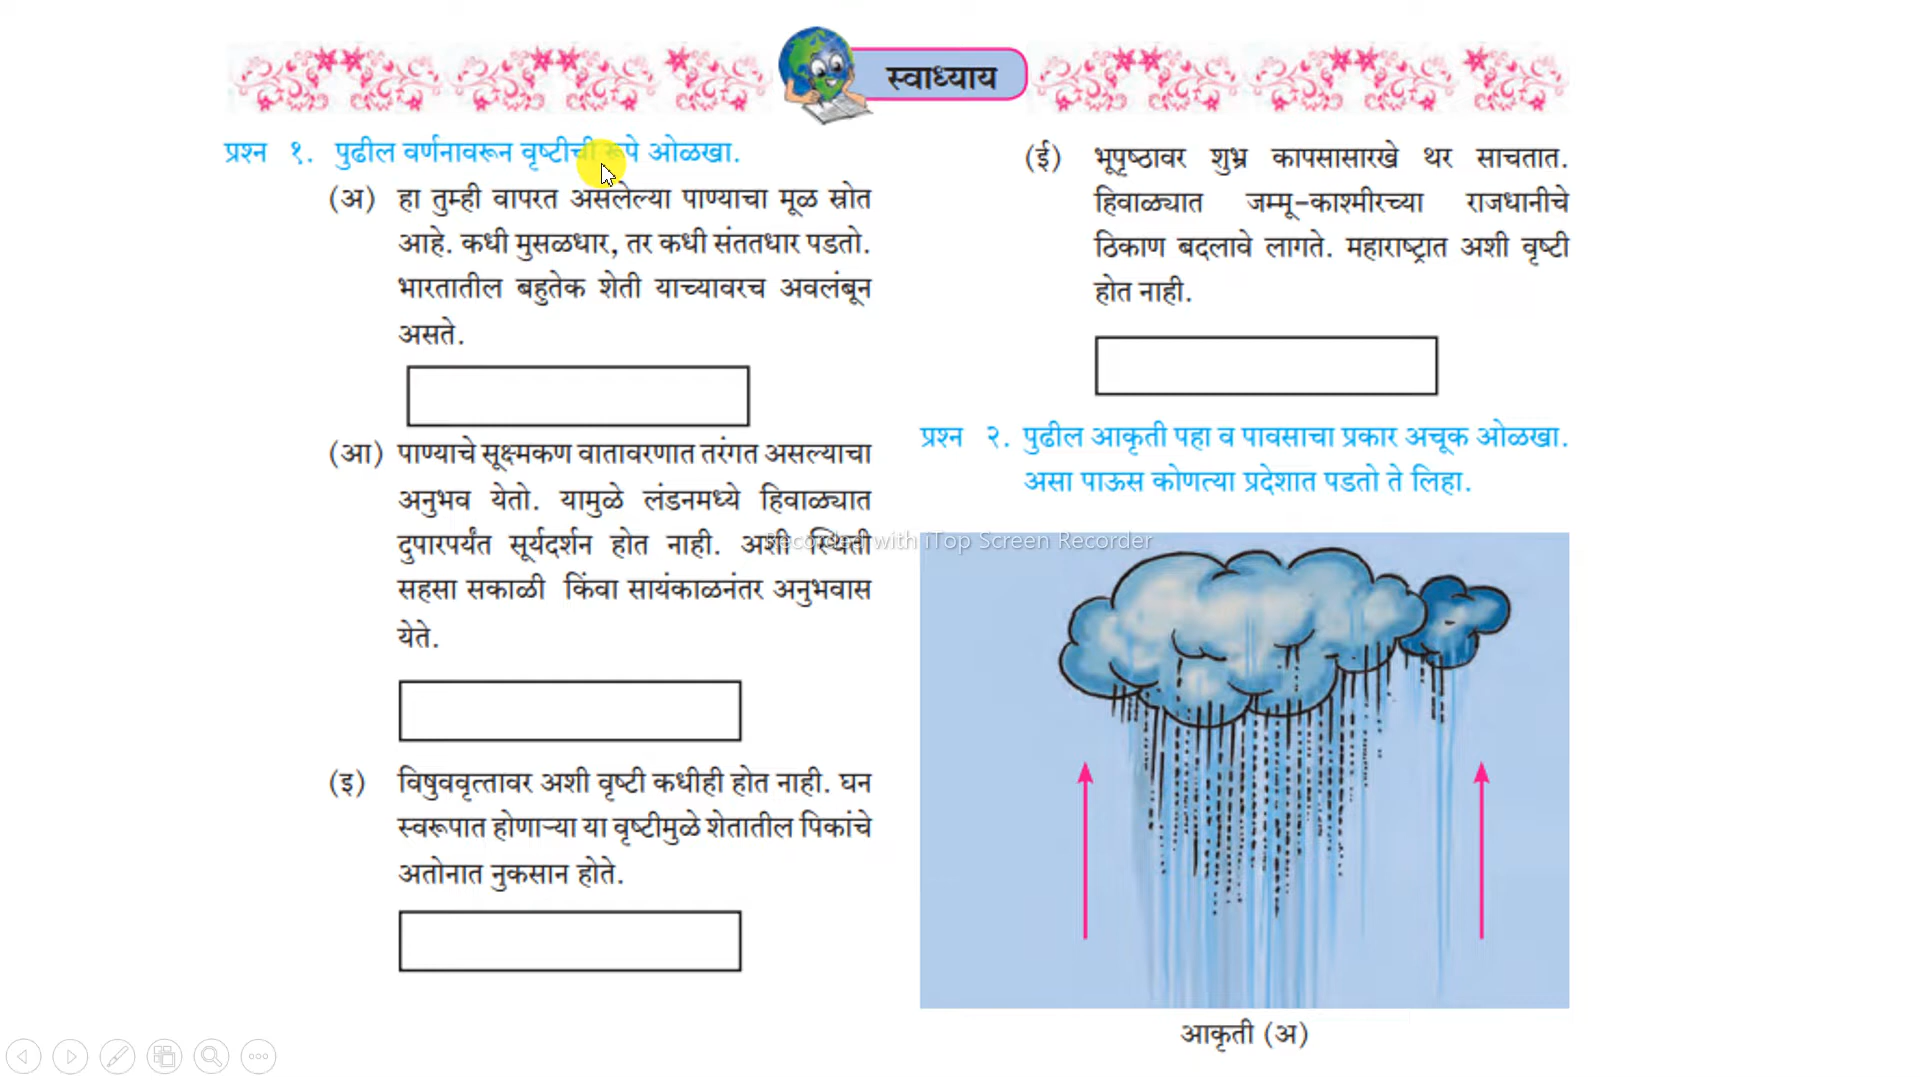 स्वाध्याय
प्रश्न १. पुढील वर्णनावरून वृष्टीची रूपे ओळखा.
(अ) हा तुम्ही वापरत असलेल्या पाण्याचा मूळ स्रोत
आहे. कधी मुसळधार, तर कधी संततधार पडतो.
भारतातील बहुतेक शेती याच्यावरच अवलंबून
असते.
(आ) पाण्याचे सूक्ष्मकण वातावरणात तरंगत असल्याचा
अनुभव येतो. यामुळे लंडनमध्ये हिवाळ्यात
दुपारपर्यंत सूर्यदर्शन होत नाही. अशी स्थिती
सहसा सकाळी किंवा सायंकाळनंतर अनुभवास
येते.
(इ) विषुववृत्तावर अशी वृष्टी कधीही होत नाही. घन
स्वरूपात होणाऱ्या या वृष्टीमुळे शेतातील पिकांचे
अतोनात नुकसान होते.
(ई) भूपृष्ठावर शुभ्र कापसासारखे थर साचतात.
हिवाळ्यात जम्मू-काश्मीरच्या राजधानीचे
ठिकाण बदलावे लागते. महाराष्ट्रात अशी वृष्टी
होत नाही.
प्रश्न २. पुढील आकृती पहा व पावसाचा प्रकार अचूक ओळखा.
असा पाऊस कोणत्या प्रदेशात पडतो ते लिहा.
Recorded with iTop Screen Recorder
आकृती (अ)